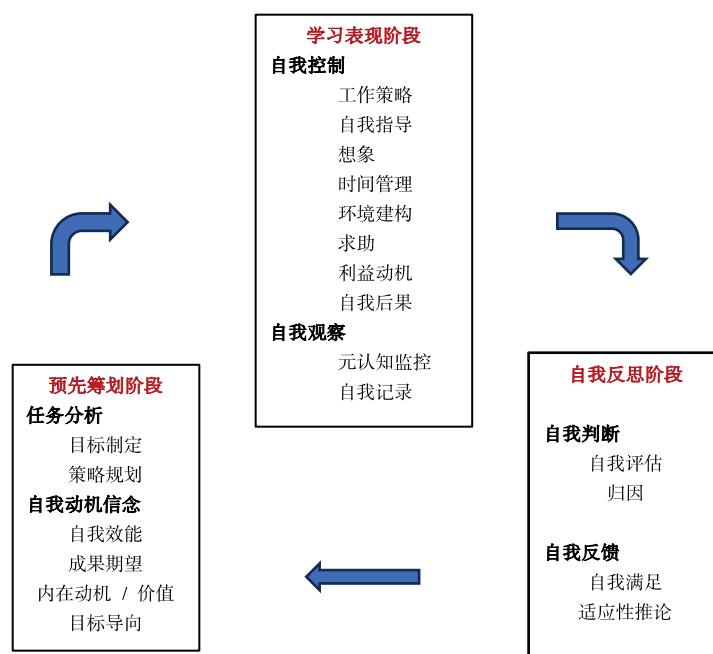 学习表现阶段
自我控制
工作策略
自我指导
想象
时间管理
环境建构
求助
利益动机
自我后果
自我观察
元认知监控
自我记录
预先筹划阶段
任务分析
目标制定
策略规划
自我动机信念
自我效能
成果期望
内在动机 / 价值
目标导向
自我反思阶段
自我判断
自我评估
归因
自我反馈
自我满足
适应性推论